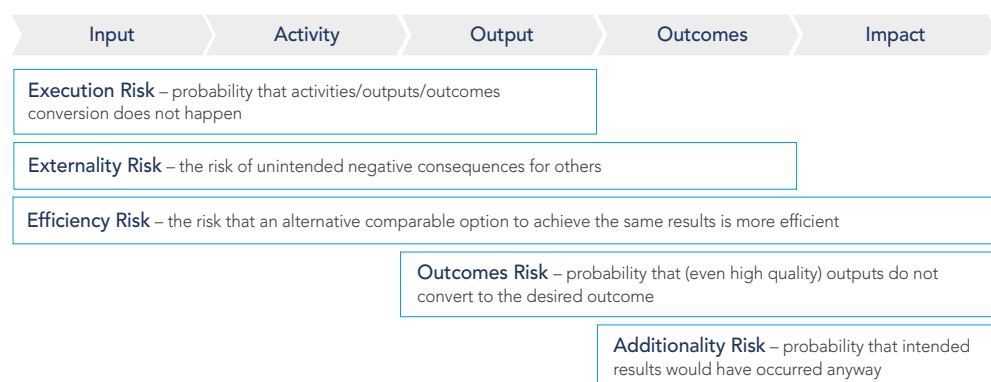 Input Activity Output Outcomes Impact
Execution Risk – probability that activities/outputs/outcomes
conversion does not happen
Externality Risk – the risk of unintended negative consequences for others
Efficiency Risk – the risk that an alternative comparable option to achieve the same results is more efficient
Outcomes Risk – probability that (even high quality) outputs do not
convert to the desired outcome
Additionality Risk – probability that intended
results would have occurred anyway